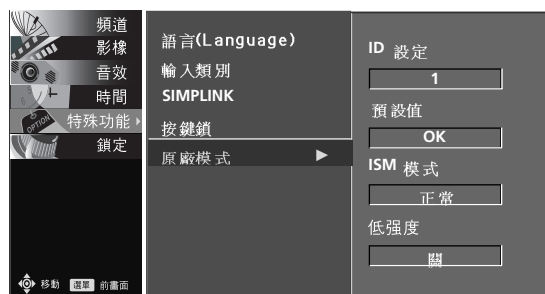 頻道
影像
音效
時間
特殊功能
鎖定
移動 選單 前畫面
語言(Language)
輸入類別
SIMPLINK
按鍵鎖
原廠模式
ID 設定
1
預設值
OK
ISM 模式
正常
低强度
關